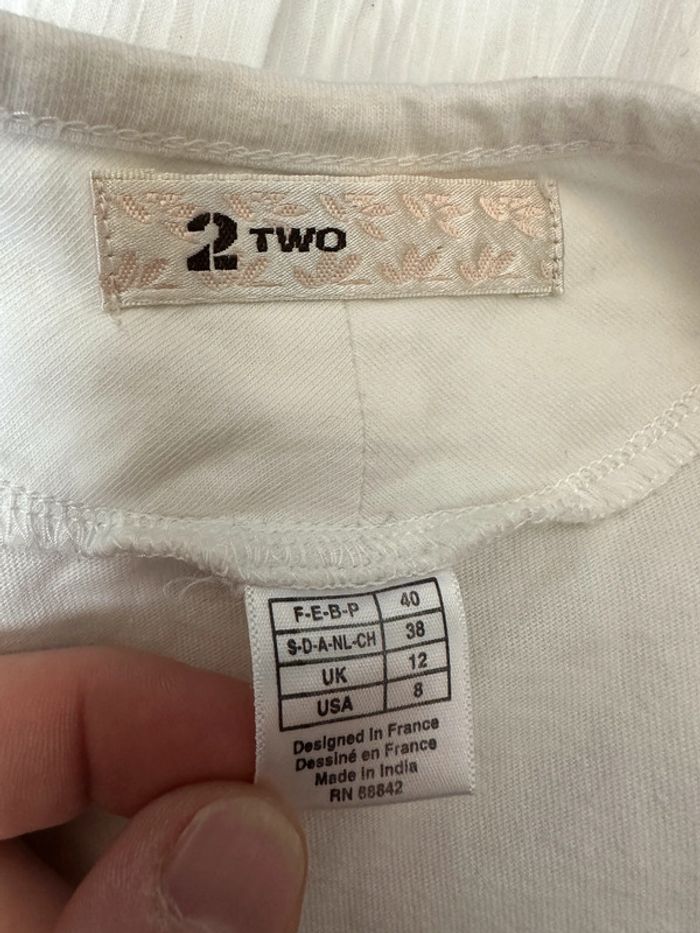 2 TWO
F-E-B-P 40
S-D-A-NL-CH 38
UK 12
USA 8
Designed in France
Dessiné en France
Made in India
RN 68842